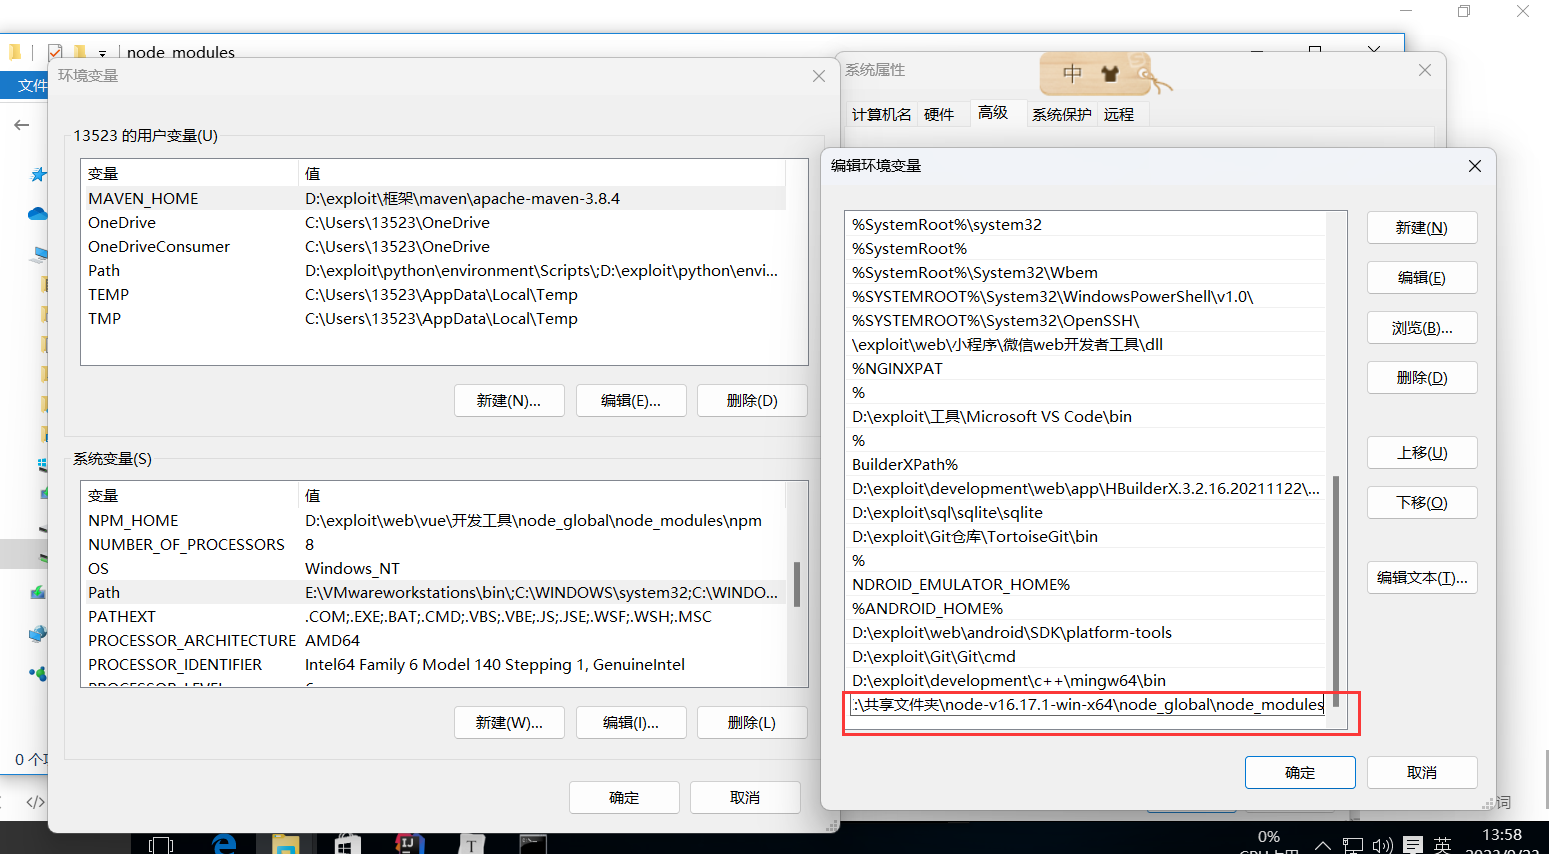 node_modules
文件
环境变量
13523 的用户变量(U)
变量 值
MAVEN_HOME D:\exploit\框架\maven\apache-maven-3.8.4
OneDrive C:\Users\13523\OneDrive
OneDriveConsumer C:\Users\13523\OneDrive
Path D:\exploit\python\environment\Scripts\;D:\exploit\python\envi...
TEMP C:\Users\13523\AppData\Local\Temp
TMP C:\Users\13523\AppData\Local\Temp
新建(N)... 编辑(E)... 删除(D)
系统变量(S)
变量 值
NPM_HOME D:\exploit\web\vue\开发工具\node_global\node_modules\npm
NUMBER_OF_PROCESSORS 8
OS Windows_NT
Path E:\VMwareworkstations\bin\;C:\WINDOWS\system32;C:\WINDO...
PATHEXT .COM;.EXE;.BAT;.CMD;.VBS;.VBE;.JS;.JSE;.WSF;.WSH;.MSC
PROCESSOR_ARCHITECTURE AMD64
PROCESSOR_IDENTIFIER Intel64 Family 6 Model 140 Stepping 1, GenuineIntel
新建(W)... 编辑(I)... 删除(L)
确定 取消
0 个
</>
系统属性
中
计算机名 硬件 高级 系统保护 远程
编辑环境变量
%SystemRoot%\system32
%SystemRoot%
%SystemRoot%\System32\Wbem
%SYSTEMROOT%\System32\WindowsPowerShell\v1.0\
%SYSTEMROOT%\System32\OpenSSH\
\exploit\web\小程序\微信web开发者工具\dll
%NGINXPAT
%
D:\exploit\工具\Microsoft VS Code\bin
%
BuilderXPath%
D:\exploit\development\web\app\HBuilderX.3.2.16.20211122\...
D:\exploit\sql\sqlite\sqlite
D:\exploit\Git仓库\TortoiseGit\bin
%
NDROID_EMULATOR_HOME%
%ANDROID_HOME%
D:\exploit\web\android\SDK\platform-tools
D:\exploit\Git\Git\cmd
D:\exploit\development\c++\mingw64\bin
:\共享文件夹\node-v16.17.1-win-x64\node_global\node_modules
新建(N)
编辑(E)
浏览(B)...
删除(D)
上移(U)
下移(O)
编辑文本(T)...
确定 取消
词
IJ
T
0%
英
13:58